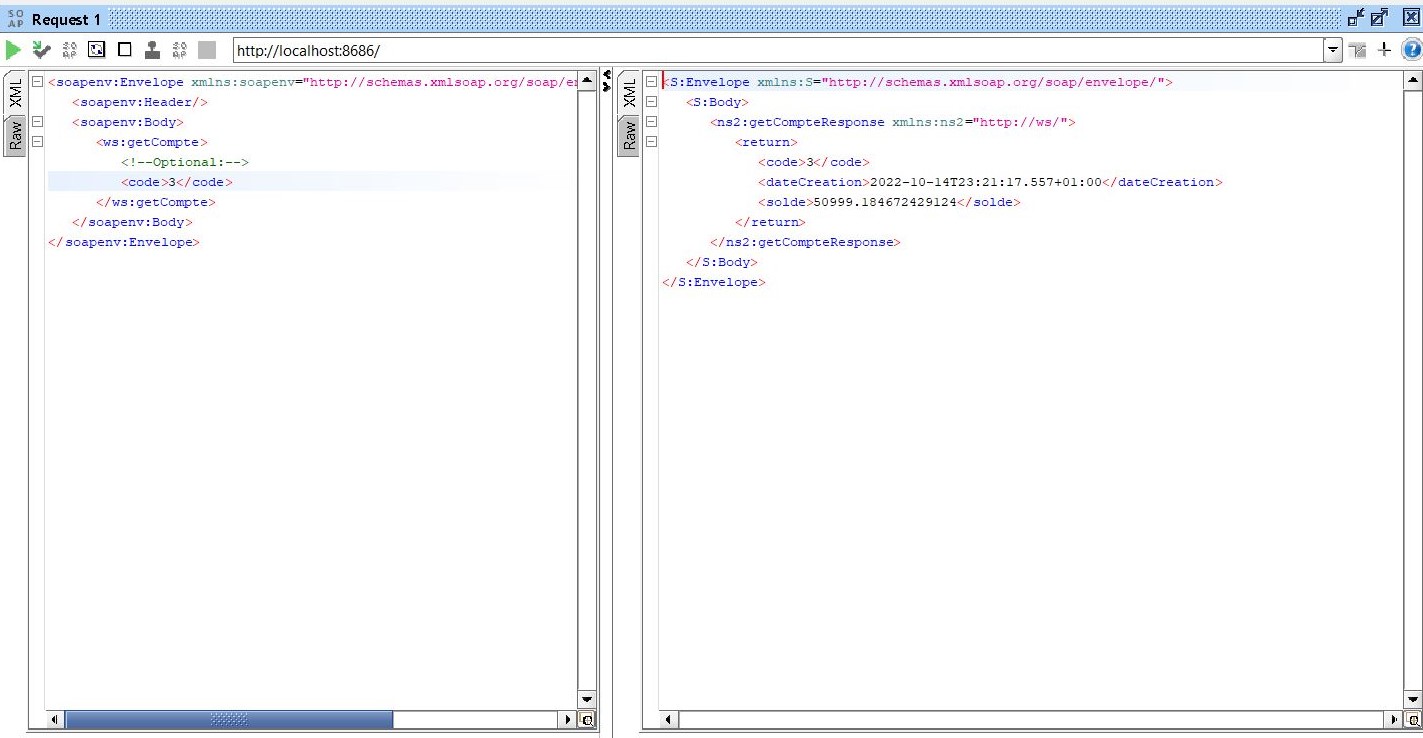 SO
AP
Request 1
http://localhost:8686/
XML
Raw
<soapenv:Envelope xmlns:soapenv="http://schemas.xmlsoap.org/soap/en
<soapenv:Header/>
<soapenv:Body>
<ws:getCompte>
<!--Optional:-->
<code>3</code>
</ws:getCompte>
</soapenv:Body>
</soapenv:Envelope>
XML
Raw
<S:Envelope xmlns:S="http://schemas.xmlsoap.org/soap/envelope/">
<S:Body>
<ns2:getCompteResponse xmlns:ns2="http://ws/">
<return>
<code>3</code>
<dateCreation>2022-10-14T23:21:17.557+01:00</dateCreation>
<solde>50999.184672429124</solde>
</return>
</ns2:getCompteResponse>
</S:Body>
</S:Envelope>